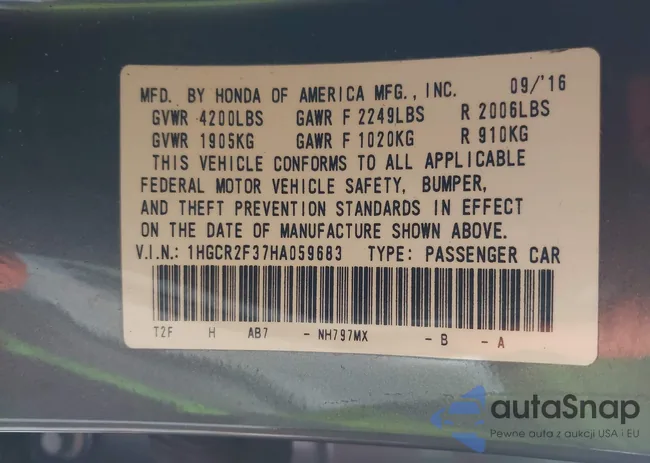 MFD. BY HONDA OF AMERICA MFG., INC. 09/'16
GVWR 4200LBS GAWR F 2249LBS R 2006LBS
GVWR 1905KG GAWR F 1020KG R 910KG
THIS VEHICLE CONFORMS TO ALL APPLICABLE
FEDERAL MOTOR VEHICLE SAFETY, BUMPER,
AND THEFT PREVENTION STANDARDS IN EFFECT
ON THE DATE OF MANUFACTURE SHOWN ABOVE.
V.I.N.: 1HGCR2F37HA059683 TYPE: PASSENGER CAR
T2F H AB7 - NH797MX - B - A
autaSnap
Pewne auta z aukcji USA i EU